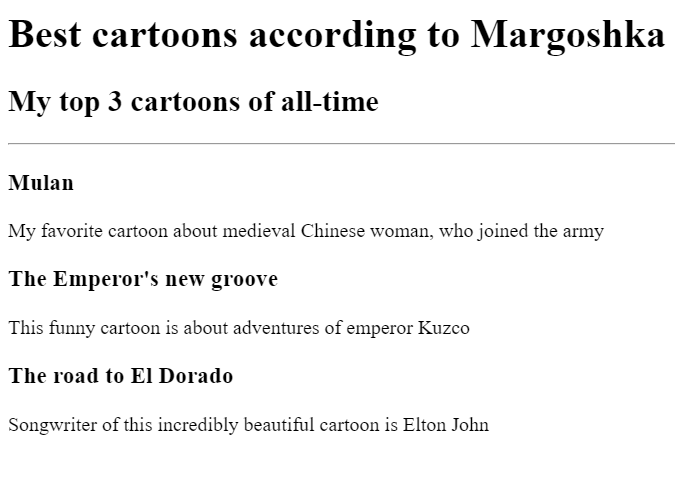 Best cartoons according to Margoshka
My top 3 cartoons of all-time
Mulan
My favorite cartoon about medieval Chinese woman, who joined the army
The Emperor's new groove
This funny cartoon is about adventures of emperor Kuzco
The road to El Dorado
Songwriter of this incredibly beautiful cartoon is Elton John